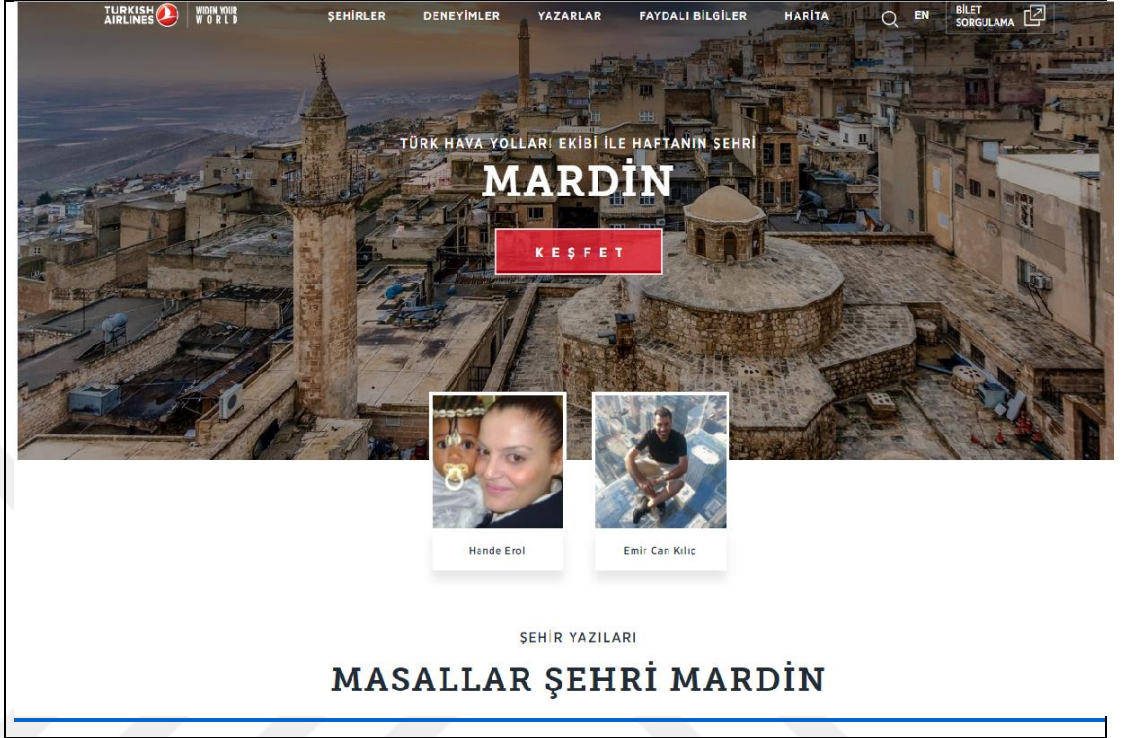 TURKISH AIRLINES
WIDEN YOUR WORLD
ŞEHİRLER DENEYİMLER YAZARLAR FAYDALI BİLGİLER HARİTA EN BİLET SORGULAMA
TÜRK HAVA YOLLARI EKİBİ İLE HAFTANIN ŞEHRİ
MARDİN
KEŞFET
Hande Erol
Emir Can Kılıç
ŞEHİR YAZILARI
MASALLAR ŞEHRİ MARDİN